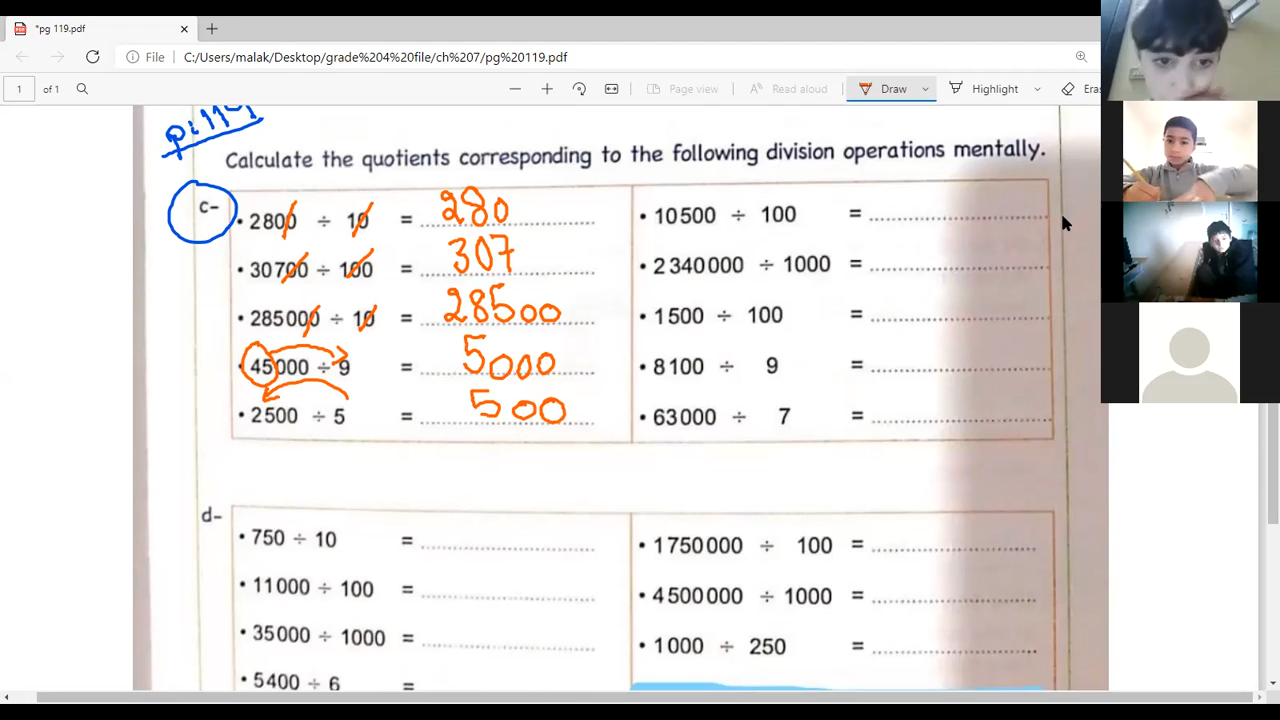 *pg 119.pdf
File C:/Users/malak/Desktop/grade%204%20file/ch%207/pg%20119.pdf
1 of 1 Page view Read aloud Draw Highlight Eras
p:119
Calculate the quotients corresponding to the following division operations mentally.
c-
• 2800 ÷ 10 = 280
• 30700 ÷ 100 = 307
• 285000 ÷ 10 = 28500
• 45000 ÷ 9 = 5000
• 2500 ÷ 5 = 500
• 10500 ÷ 100 =
• 2340000 ÷ 1000 =
• 1500 ÷ 100 =
• 8100 ÷ 9 =
• 63000 ÷ 7 =
d-
• 750 ÷ 10 =
• 11000 ÷ 100 =
• 35000 ÷ 1000 =
• 5400 ÷ 6 =
• 1750000 ÷ 100 =
• 4500000 ÷ 1000 =
• 1000 ÷ 250 =